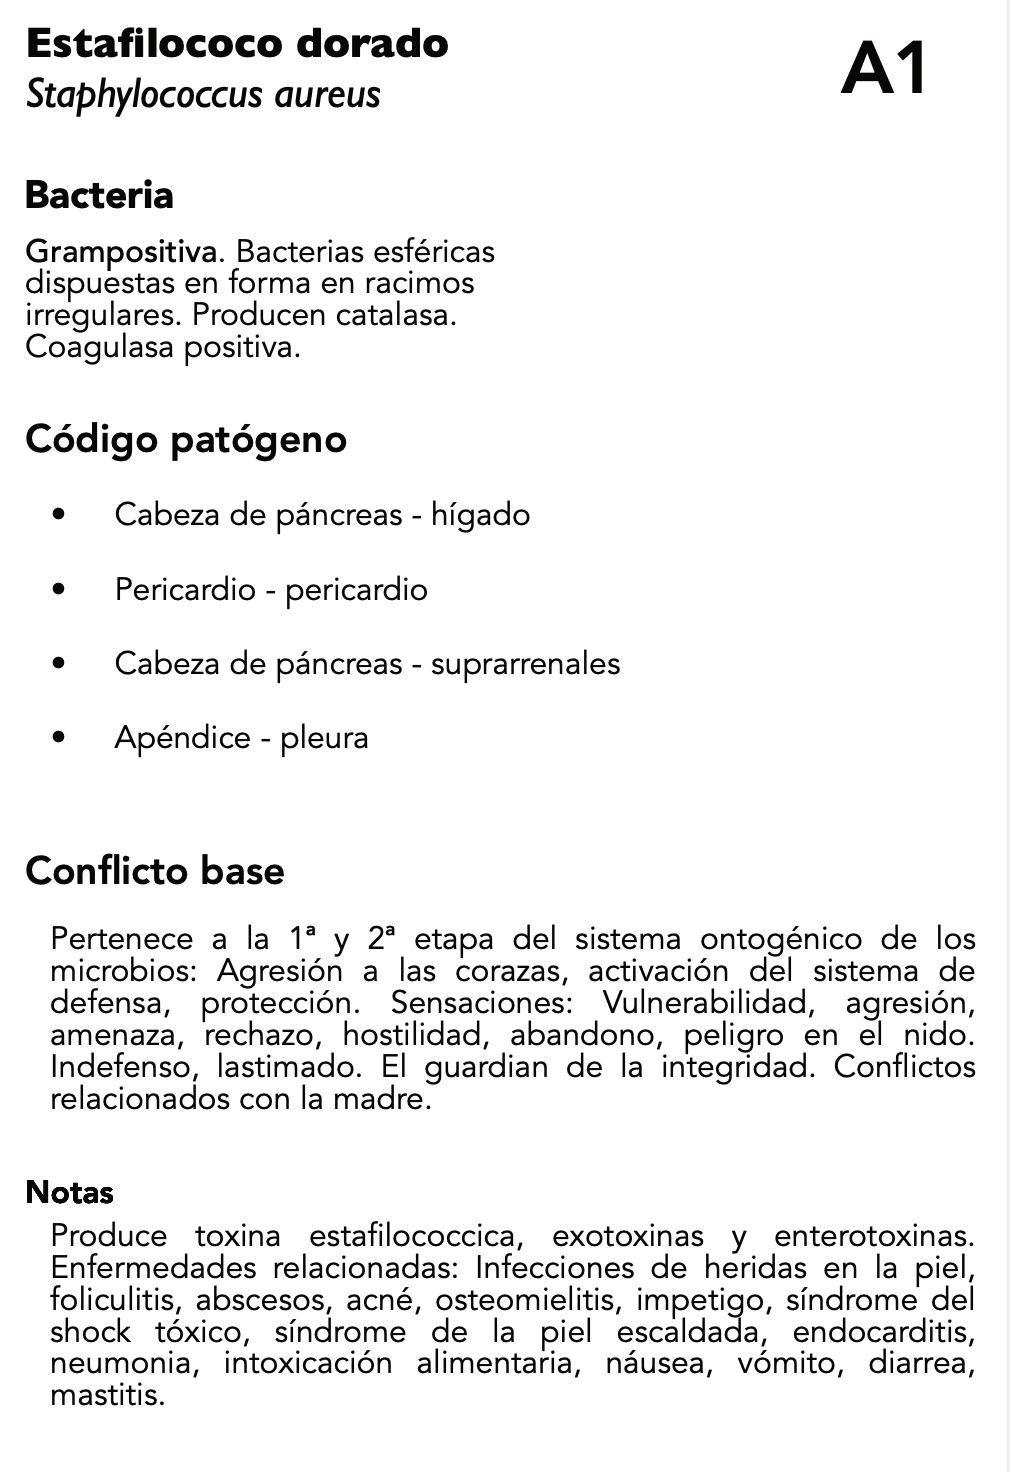 Estafilococo dorado
A1
Staphylococcus aureus
Bacteria
Grampositiva. Bacterias esféricas
dispuestas en forma en racimos
irregulares. Producen catalasa.
Coagulasa positiva.
Código patógeno
• Cabeza de páncreas - hígado
• Pericardio - pericardio
• Cabeza de páncreas - suprarrenales
• Apéndice - pleura
Conflicto base
Pertenece a la 1ª y 2ª etapa del sistema ontogénico de los
microbios: Agresión a las corazas, activación del sistema de
defensa, protección. Sensaciones: Vulnerabilidad, agresión,
amenaza, rechazo, hostilidad, abandono, peligro en el nido.
Indefenso, lastimado. El guardian de la integridad. Conflictos
relacionados con la madre.
Notas
Produce toxina estafilococcica, exotoxinas y enterotoxinas.
Enfermedades relacionadas: Infecciones de heridas en la piel,
foliculitis, abscesos, acné, osteomielitis, impetigo, síndrome del
shock tóxico, síndrome de la piel escaldada, endocarditis,
neumonia, intoxicación alimentaria, náusea, vómito, diarrea,
mastitis.